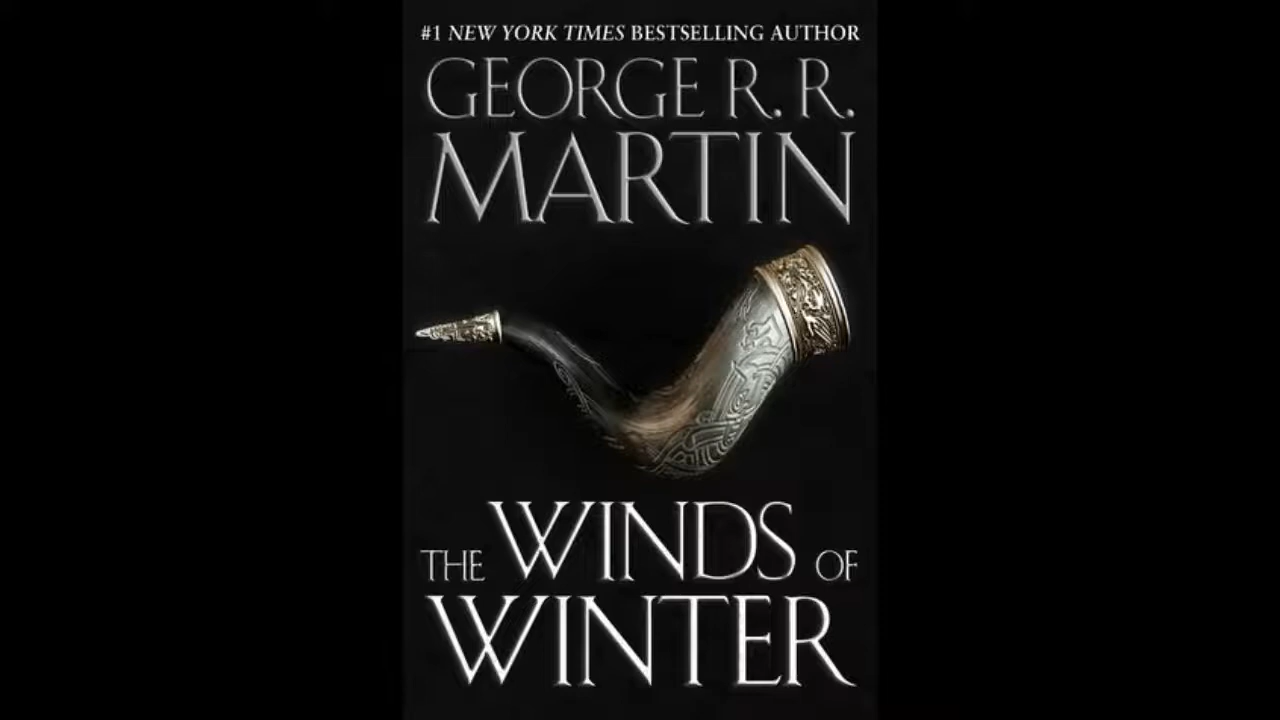 #1 NEW YORK TIMES BESTSELLING AUTHOR
GEORGE R. R.
MARTIN
THE WINDS OF
WINTER